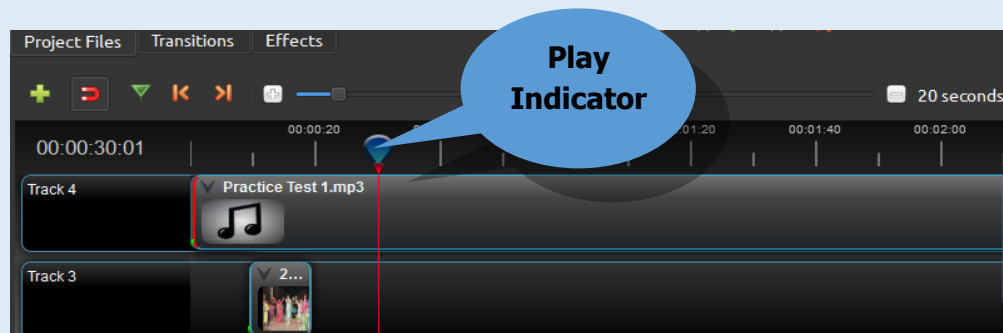 Project Files Transitions Effects
Play
Indicator
20 seconds
00:00:30:01
00:00:20
01:20
00:01:40
00:02:00
Track 4
Practice Test 1.mp3
Track 3
2...